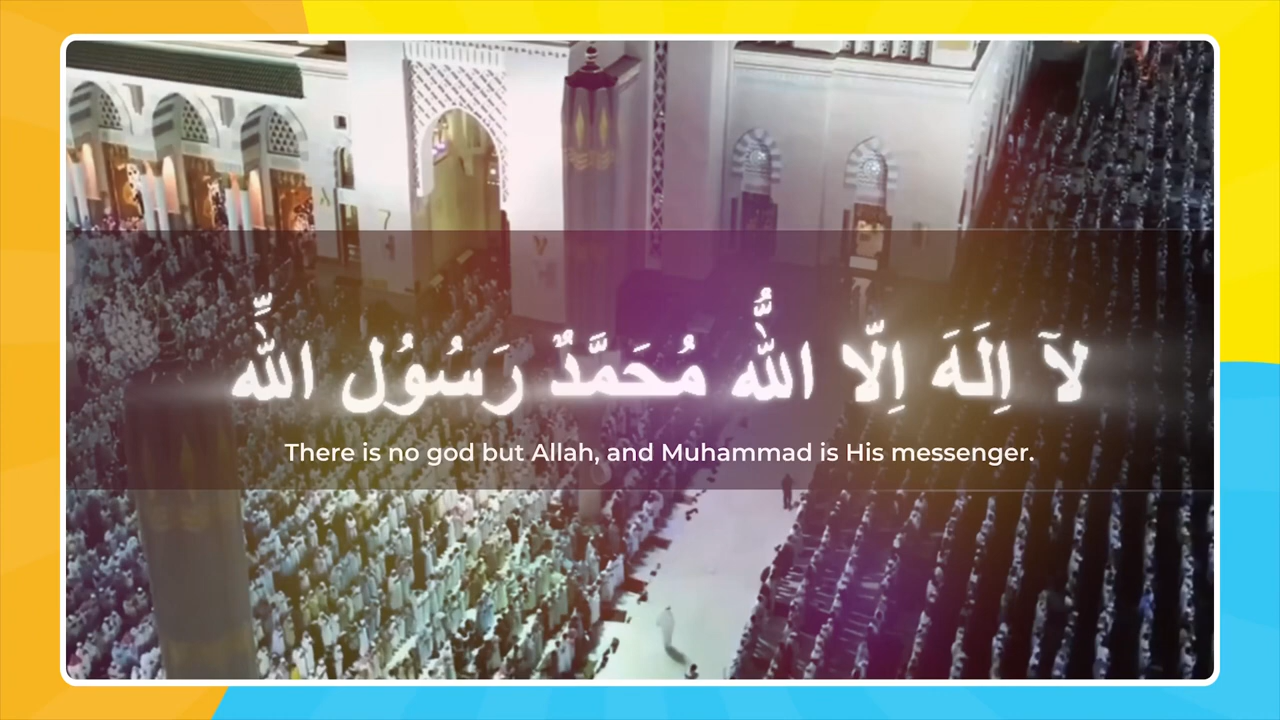 لآ اِلَهَ اِلّا اللّٰهُ مُحَمَّدٌ رَسُوُل اللّٰهِ
There is no god but Allah, and Muhammad is His messenger.